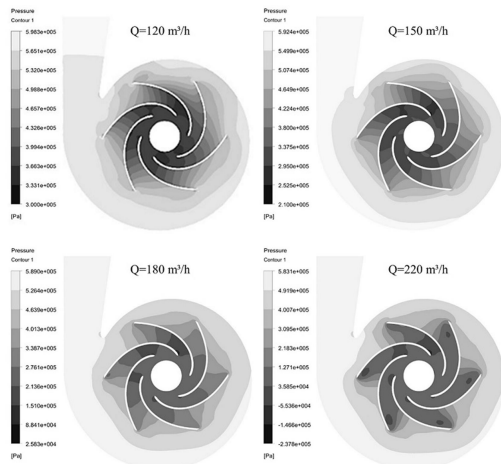 Pressure
Contour 1
Q=120 m³/h
5.983e+005
5.651e+005
5.320e+005
4.988e+005
4.657e+005
4.326e+005
3.994e+005
3.663e+005
3.331e+005
3.000e+005
[Pa]
Pressure
Contour 1
Q=150 m³/h
5.924e+005
5.499e+005
5.074e+005
4.649e+005
4.224e+005
3.800e+005
3.375e+005
2.950e+005
2.525e+005
2.100e+005
[Pa]
Pressure
Contour 1
Q=180 m³/h
5.890e+005
5.264e+005
4.639e+005
4.013e+005
3.387e+005
2.761e+005
2.136e+005
1.510e+005
8.841e+004
2.583e+004
[Pa]
Pressure
Contour 1
Q=220 m³/h
5.831e+005
4.919e+005
4.007e+005
3.095e+005
2.183e+005
1.271e+005
3.585e+004
-5.536e+004
-1.466e+005
-2.378e+005
[Pa]